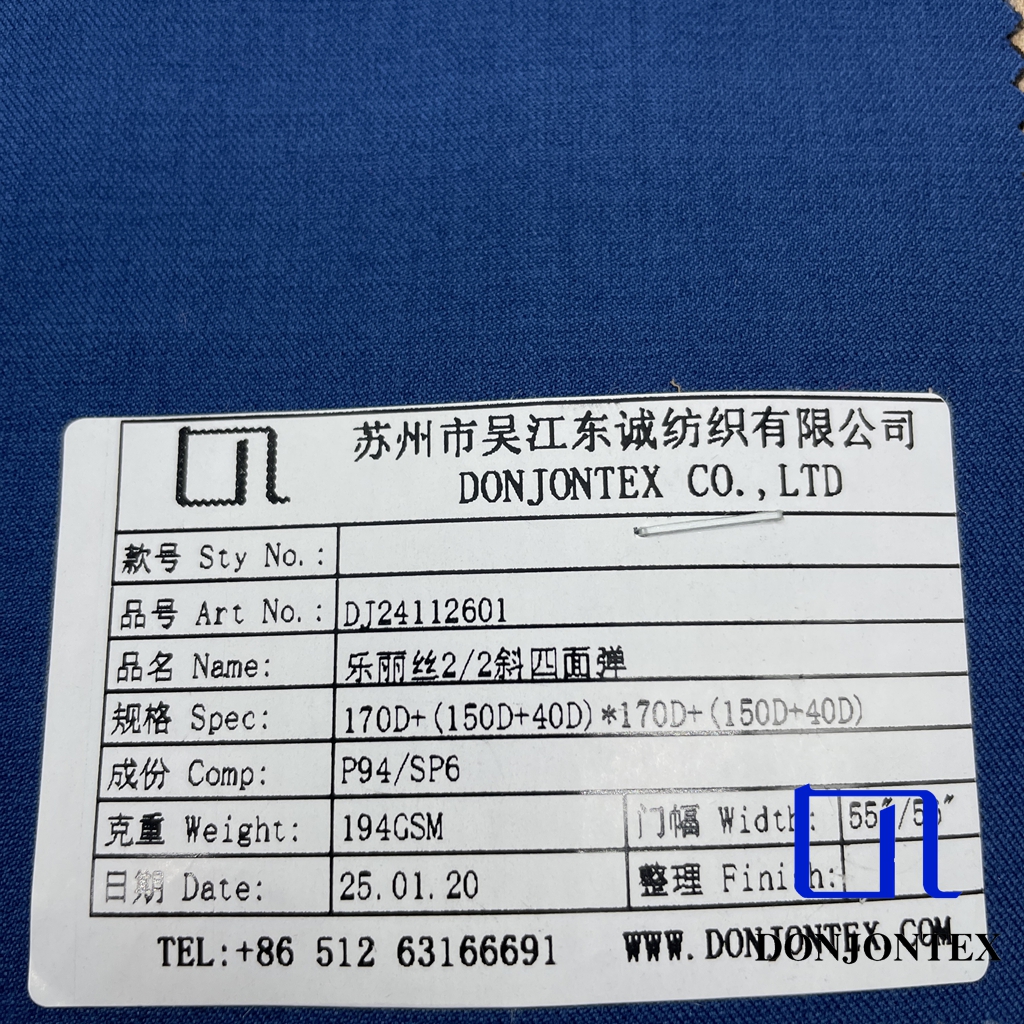 苏州市吴江东诚纺织有限公司
DONJONTEX CO.,LTD
款号 Sty No.:
品号 Art No.: DJ24112601
品名 Name: 乐丽丝2/2斜四面弹
规格 Spec: 170D+(150D+40D)*170D+(150D+40D)
成份 Comp: P94/SP6
克重 Weight: 194GSM 门幅 Width: 55"/56"
日期 Date: 25.01.20 整理 Finish:
TEL:+86 512 63166691 WWW.DONJONTEX.COM
DONJONTEX